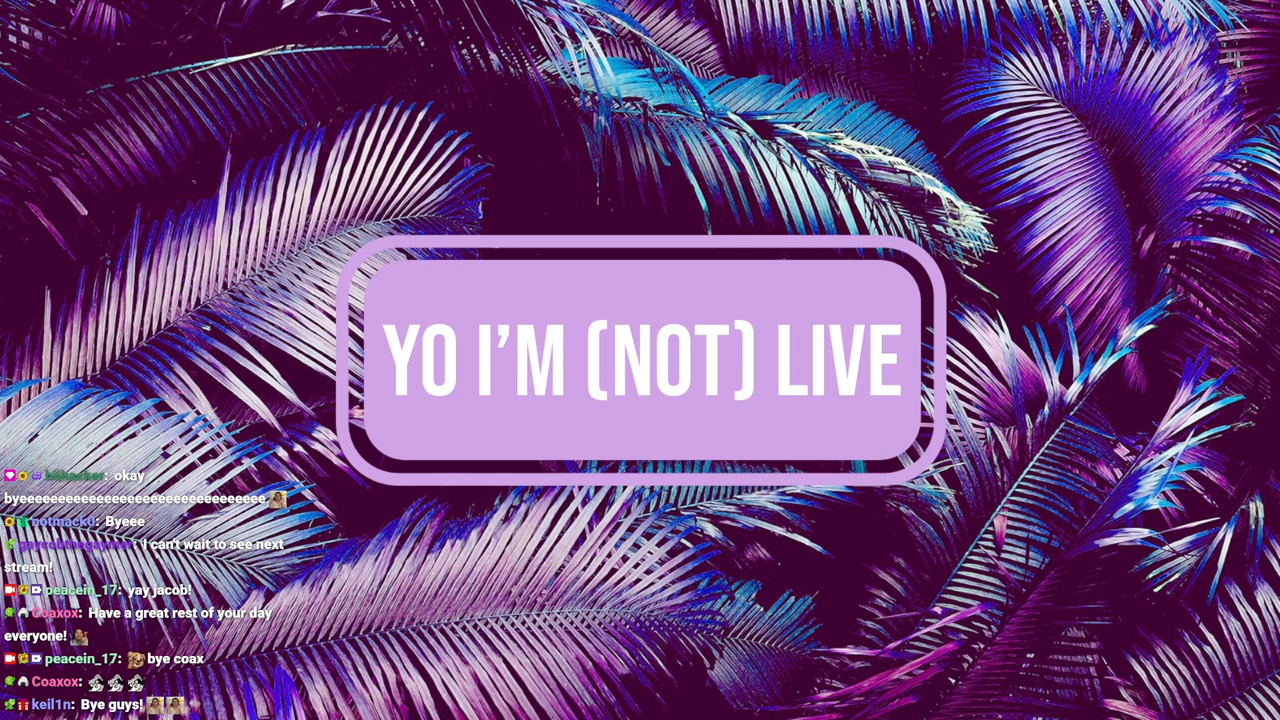 YO I'M (NOT) LIVE
: okay
byeeeeeeeeeeeeeeeeeeeeeeeeeeeeeee
notmack0: Byeee
: I can't wait to see next
stream!
peacein_17: yay jacob!
Coaxox: Have a great rest of your day
everyone!
peacein_17: bye coax
Coaxox:
keil1n: Bye guys!